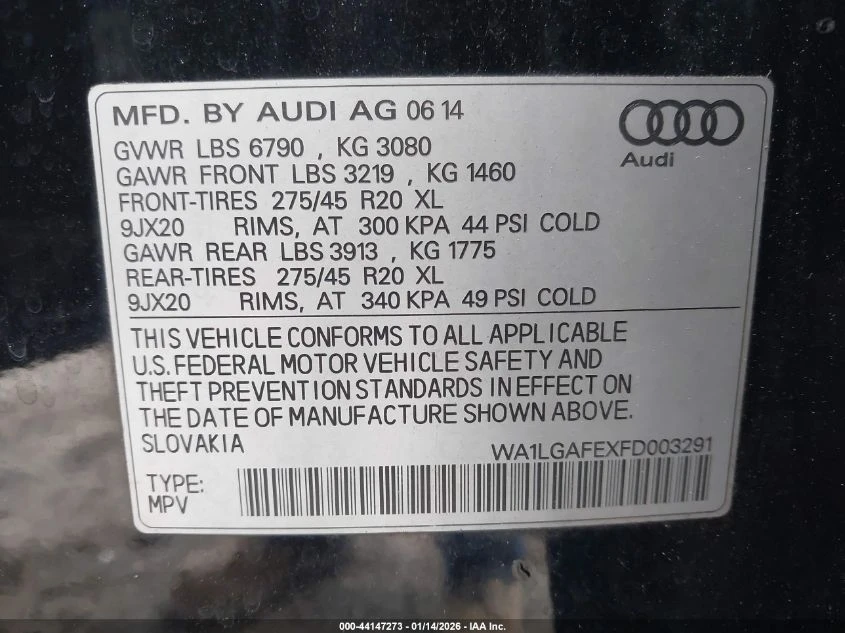 MFD. BY AUDI AG 06 14
Audi
GVWR LBS 6790 , KG 3080
GAWR FRONT LBS 3219 , KG 1460
FRONT-TIRES 275/45 R20 XL
9JX20 RIMS, AT 300 KPA 44 PSI COLD
GAWR REAR LBS 3913 , KG 1775
REAR-TIRES 275/45 R20 XL
9JX20 RIMS, AT 340 KPA 49 PSI COLD
THIS VEHICLE CONFORMS TO ALL APPLICABLE
U.S. FEDERAL MOTOR VEHICLE SAFETY AND
THEFT PREVENTION STANDARDS IN EFFECT ON
THE DATE OF MANUFACTURE SHOWN ABOVE.
SLOVAKIA
WA1LGAFEXFD003291
TYPE:
MPV
000-44147273 - 01/14/2026 - IAA Inc.